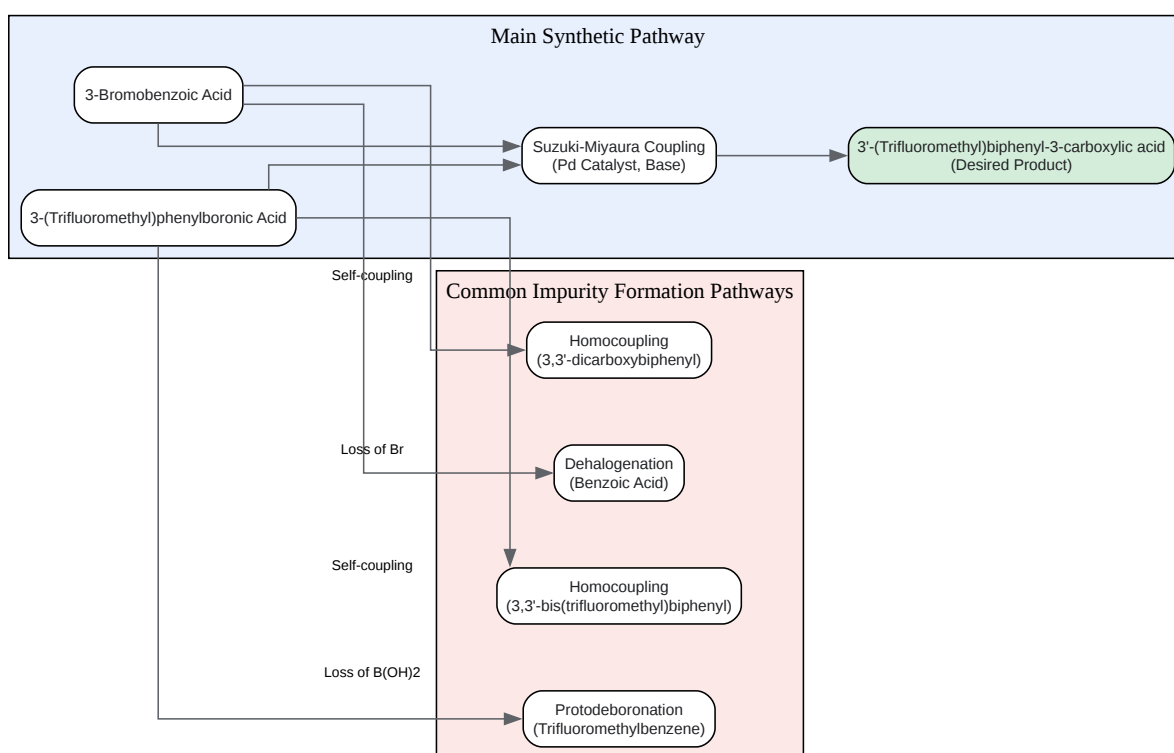 Main Synthetic Pathway
3-Bromobenzoic Acid
Suzuki-Miyaura Coupling
(Pd Catalyst, Base)
3'-(Trifluoromethyl)biphenyl-3-carboxylic acid
(Desired Product)
3-(Trifluoromethyl)phenylboronic Acid
Self-coupling
Common Impurity Formation Pathways
Homocoupling
(3,3'-dicarboxybiphenyl)
Loss of Br
Dehalogenation
(Benzoic Acid)
Self-coupling
Homocoupling
(3,3'-bis(trifluoromethyl)biphenyl)
Loss of B(OH)2
Protodeboronation
(Trifluoromethylbenzene)